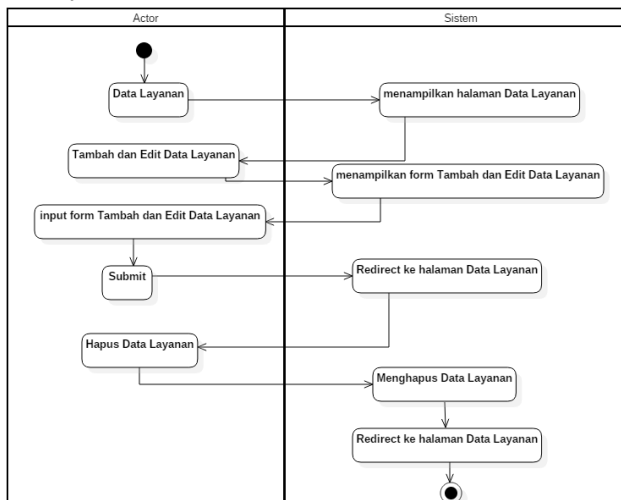 Actor
Sistem
Data Layanan
menampilkan halaman Data Layanan
Tambah dan Edit Data Layanan
menampilkan form Tambah dan Edit Data Layanan
input form Tambah dan Edit Data Layanan
Submit
Redirect ke halaman Data Layanan
Hapus Data Layanan
Menghapus Data Layanan
Redirect ke halaman Data Layanan